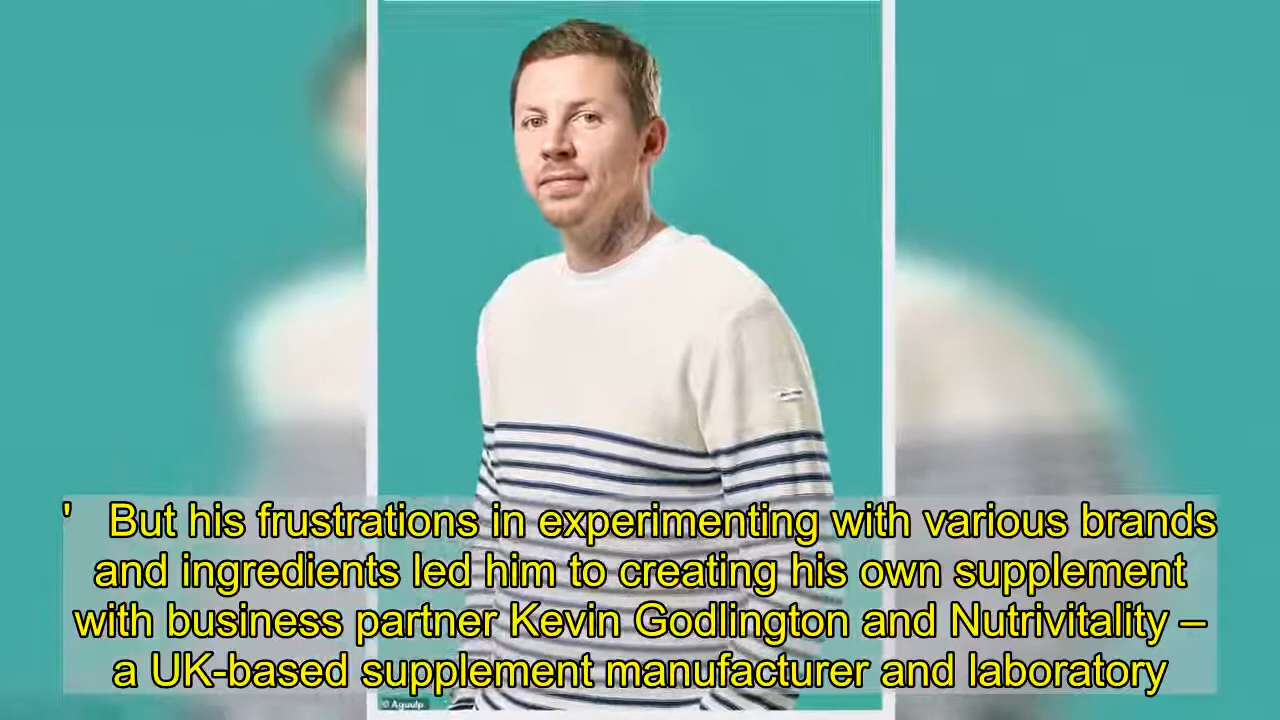 ' But his frustrations in experimenting with various brands
and ingredients led him to creating his own supplement
with business partner Kevin Godlington and Nutrivitality –
a UK-based supplement manufacturer and laboratory
© Aguulp